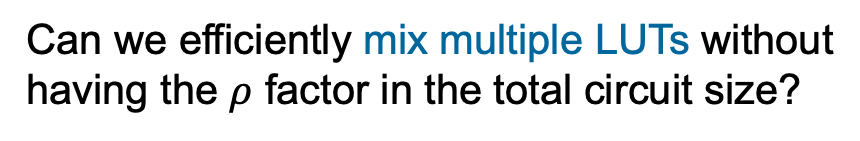 Can we efficiently mix multiple LUTs without
having the ρ factor in the total circuit size?